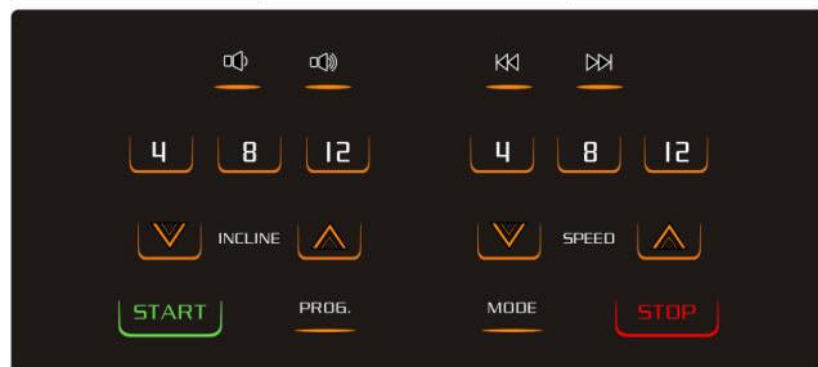 4 8 12 4 8 12
INCLINE SPEED
START PROG. MODE STOP